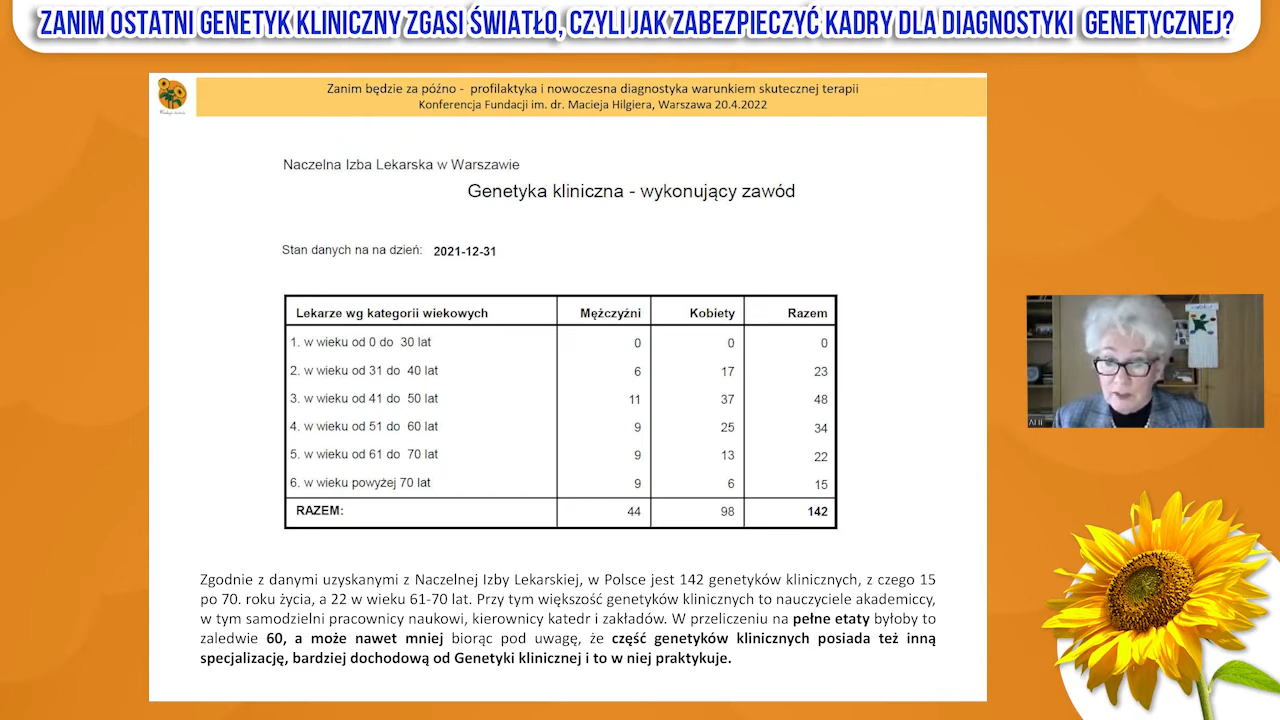 ZANIM OSTATNI GENETYK KLINICZNY ZGASI ŚWIATŁO, CZYLI JAK ZABEZPIECZYĆ KADRY DLA DIAGNOSTYKI GENETYCZNEJ?
Zanim będzie za późno - profilaktyka i nowoczesna diagnostyka warunkiem skutecznej terapii
Konferencja Fundacji im. dr. Macieja Hilgiera, Warszawa 20.4.2022
Naczelna Izba Lekarska w Warszawie
Genetyka kliniczna - wykonujący zawód
Stan danych na na dzień: 2021-12-31
Lekarze wg kategorii wiekowych Mężczyźni Kobiety Razem
1. w wieku od 0 do 30 lat 0 0 0
2. w wieku od 31 do 40 lat 6 17 23
3. w wieku od 41 do 50 lat 11 37 48
4. w wieku od 51 do 60 lat 9 25 34
5. w wieku od 61 do 70 lat 9 13 22
6. w wieku powyżej 70 lat 9 6 15
RAZEM: 44 98 142
Zgodnie z danymi uzyskanymi z Naczelnej Izby Lekarskiej, w Polsce jest 142 genetyków klinicznych, z czego 15
po 70. roku życia, a 22 w wieku 61-70 lat. Przy tym większość genetyków klinicznych to nauczyciele akademiccy,
w tym samodzielni pracownicy naukowi, kierownicy katedr i zakładów. W przeliczeniu na pełne etaty byłoby to
zaledwie 60, a może nawet mniej biorąc pod uwagę, że część genetyków klinicznych posiada też inną
specjalizację, bardziej dochodową od Genetyki klinicznej i to w niej praktykuje.